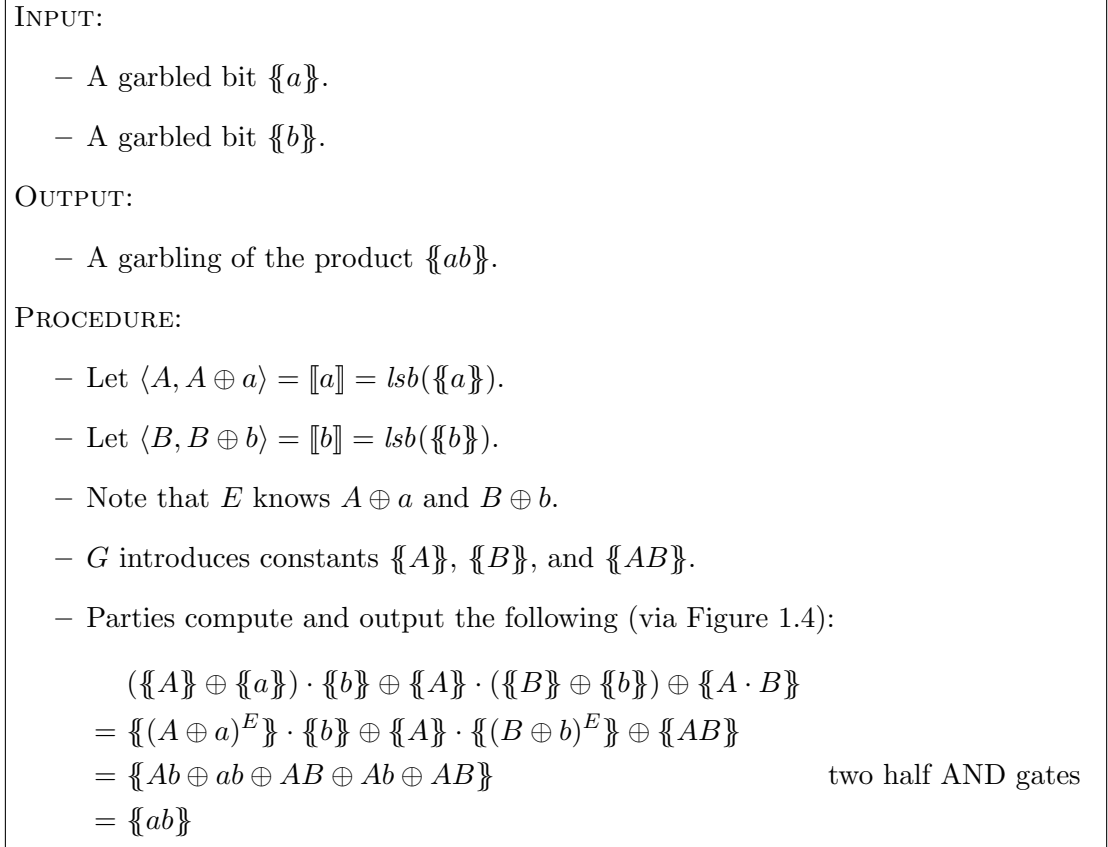 INPUT:
– A garbled bit ⦃a⦄.
– A garbled bit ⦃b⦄.
OUTPUT:
– A garbling of the product ⦃ab⦄.
PROCEDURE:
– Let ⟨A, A ⊕ a⟩ = ⟦a⟧ = lsb(⦃a⦄).
– Let ⟨B, B ⊕ b⟩ = ⟦b⟧ = lsb(⦃b⦄).
– Note that E knows A ⊕ a and B ⊕ b.
– G introduces constants ⦃A⦄, ⦃B⦄, and ⦃AB⦄.
– Parties compute and output the following (via Figure 1.4):
(⦃A⦄ ⊕ ⦃a⦄) · ⦃b⦄ ⊕ ⦃A⦄ · (⦃B⦄ ⊕ ⦃b⦄) ⊕ ⦃A · B⦄
= ⦃(A ⊕ a)^E⦄ · ⦃b⦄ ⊕ ⦃A⦄ · ⦃(B ⊕ b)^E⦄ ⊕ ⦃AB⦄
= ⦃Ab ⊕ ab ⊕ AB ⊕ Ab ⊕ AB⦄ two half AND gates
= ⦃ab⦄